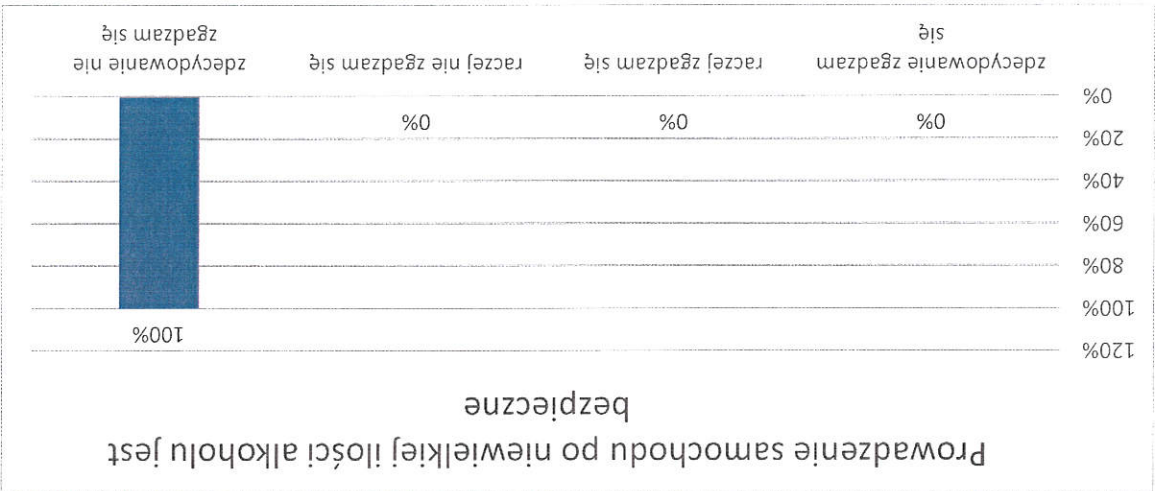 Prowadzenie samochodu po niewielkiej ilości alkoholu jest
bezpieczne
120%
100%
80%
60%
40%
20%
0%
100%
0%
0%
0%
zdecydowanie zgadzam
się
raczej zgadzam się
raczej nie zgadzam się
zdecydowanie nie
zgadzam się